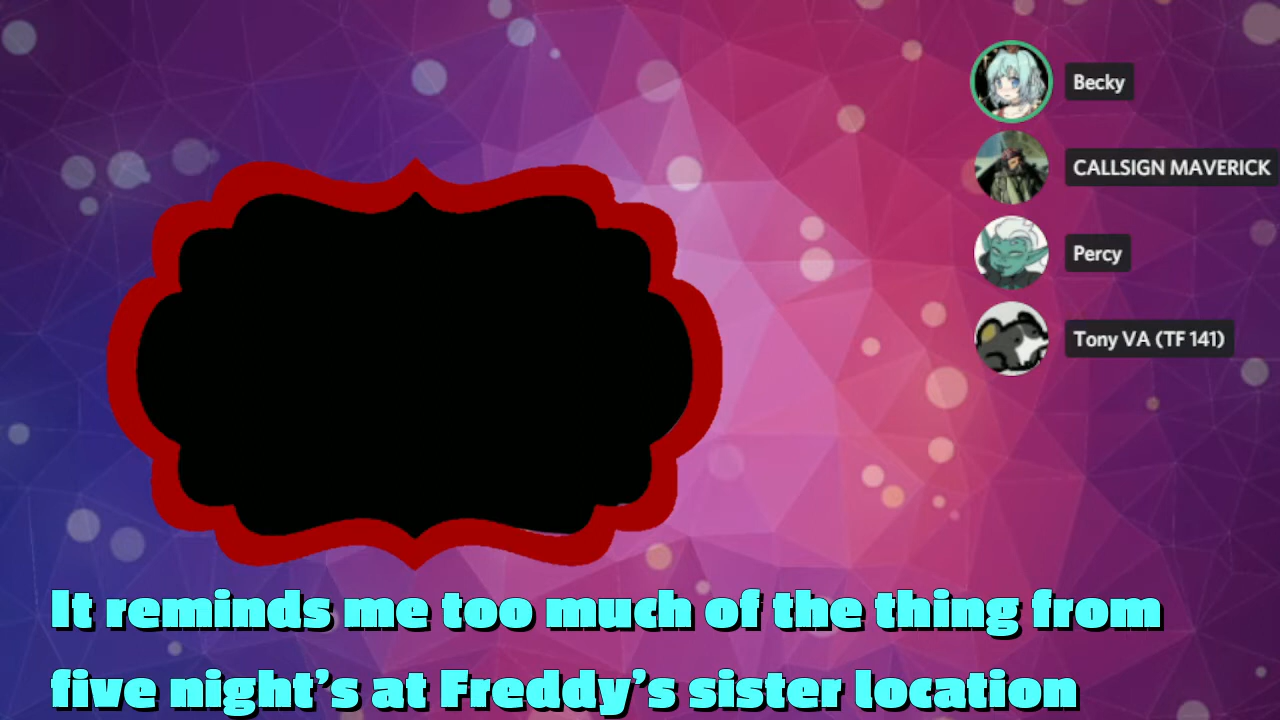 Becky
CALLSIGN MAVERICK
Percy
Tony VA (TF 141)
It reminds me too much of the thing from
five night's at Freddy's sister location